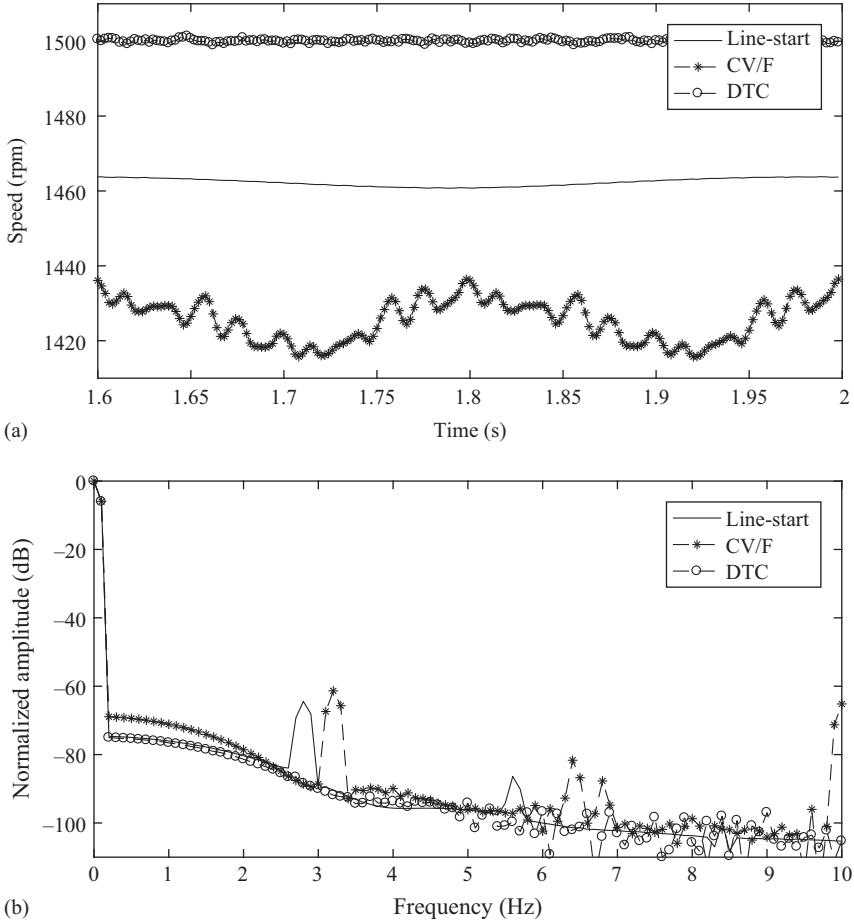 1500
1480
1460
1440
1420
Speed (rpm)
Line-start
CV/F
DTC
1.6 1.65 1.7 1.75 1.8 1.85 1.9 1.95 2
(a)
Time (s)
0
−20
−40
−60
−80
−100
Normalized amplitude (dB)
Line-start
CV/F
DTC
0 1 2 3 4 5 6 7 8 9 10
(b)
Frequency (Hz)